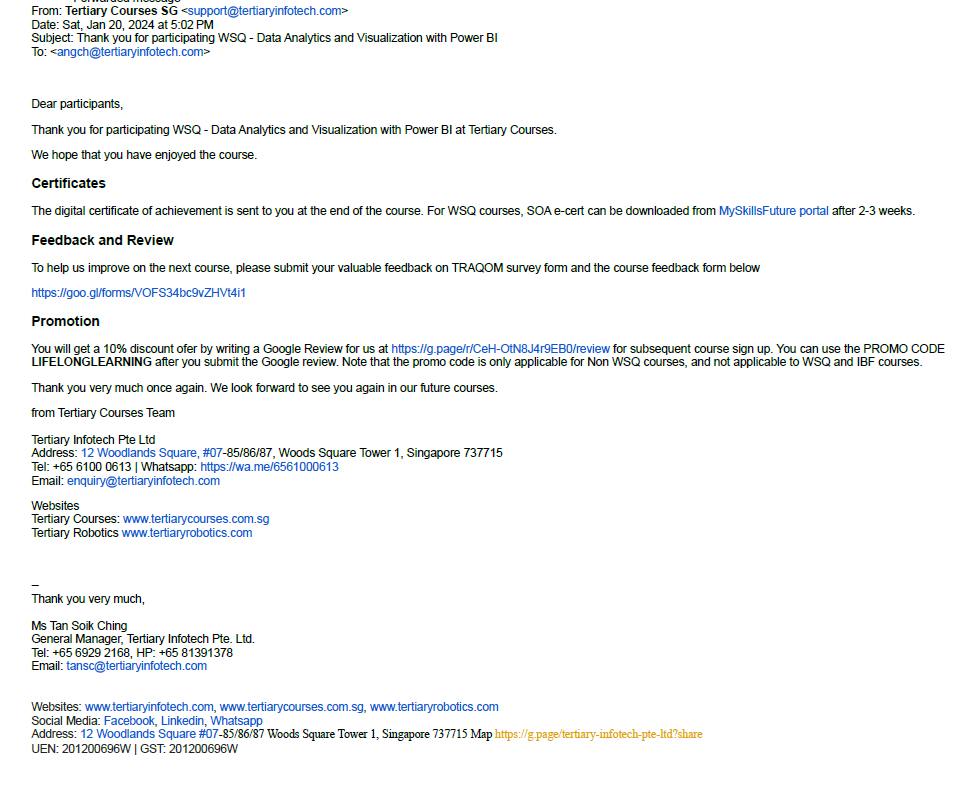 Forwarded message
From: Tertiary Courses SG <support@tertiaryinfotech.com>
Date: Sat, Jan 20, 2024 at 5:02 PM
Subject: Thank you for participating WSQ - Data Analytics and Visualization with Power BI
To: <angch@tertiaryinfotech.com>
Dear participants,
Thank you for participating WSQ - Data Analytics and Visualization with Power BI at Tertiary Courses.
We hope that you have enjoyed the course.
Certificates
The digital certificate of achievement is sent to you at the end of the course. For WSQ courses, SOA e-cert can be downloaded from MySkillsFuture portal after 2-3 weeks.
Feedback and Review
To help us improve on the next course, please submit your valuable feedback on TRAQOM survey form and the course feedback form below
https://goo.gl/forms/VOFS34bc9vZHVt4i1
Promotion
You will get a 10% discount ofer by writing a Google Review for us at https://g.page/r/CeH-OtN8J4r9EB0/review for subsequent course sign up. You can use the PROMO CODE
LIFELONGLEARNING after you submit the Google review. Note that the promo code is only applicable for Non WSQ courses, and not applicable to WSQ and IBF courses.
Thank you very much once again. We look forward to see you again in our future courses.
from Tertiary Courses Team
Tertiary Infotech Pte Ltd
Address: 12 Woodlands Square, #07-85/86/87, Woods Square Tower 1, Singapore 737715
Tel: +65 6100 0613 | Whatsapp: https://wa.me/6561000613
Email: enquiry@tertiaryinfotech.com
Websites
Tertiary Courses: www.tertiarycourses.com.sg
Tertiary Robotics www.tertiaryrobotics.com
–
Thank you very much,
Ms Tan Soik Ching
General Manager, Tertiary Infotech Pte. Ltd.
Tel: +65 6929 2168, HP: +65 81391378
Email: tansc@tertiaryinfotech.com
Websites: www.tertiaryinfotech.com, www.tertiarycourses.com.sg, www.tertiaryrobotics.com
Social Media: Facebook, Linkedin, Whatsapp
Address: 12 Woodlands Square #07-85/86/87 Woods Square Tower 1, Singapore 737715 Map https://g.page/tertiary-infotech-pte-ltd?share
UEN: 201200696W | GST: 201200696W